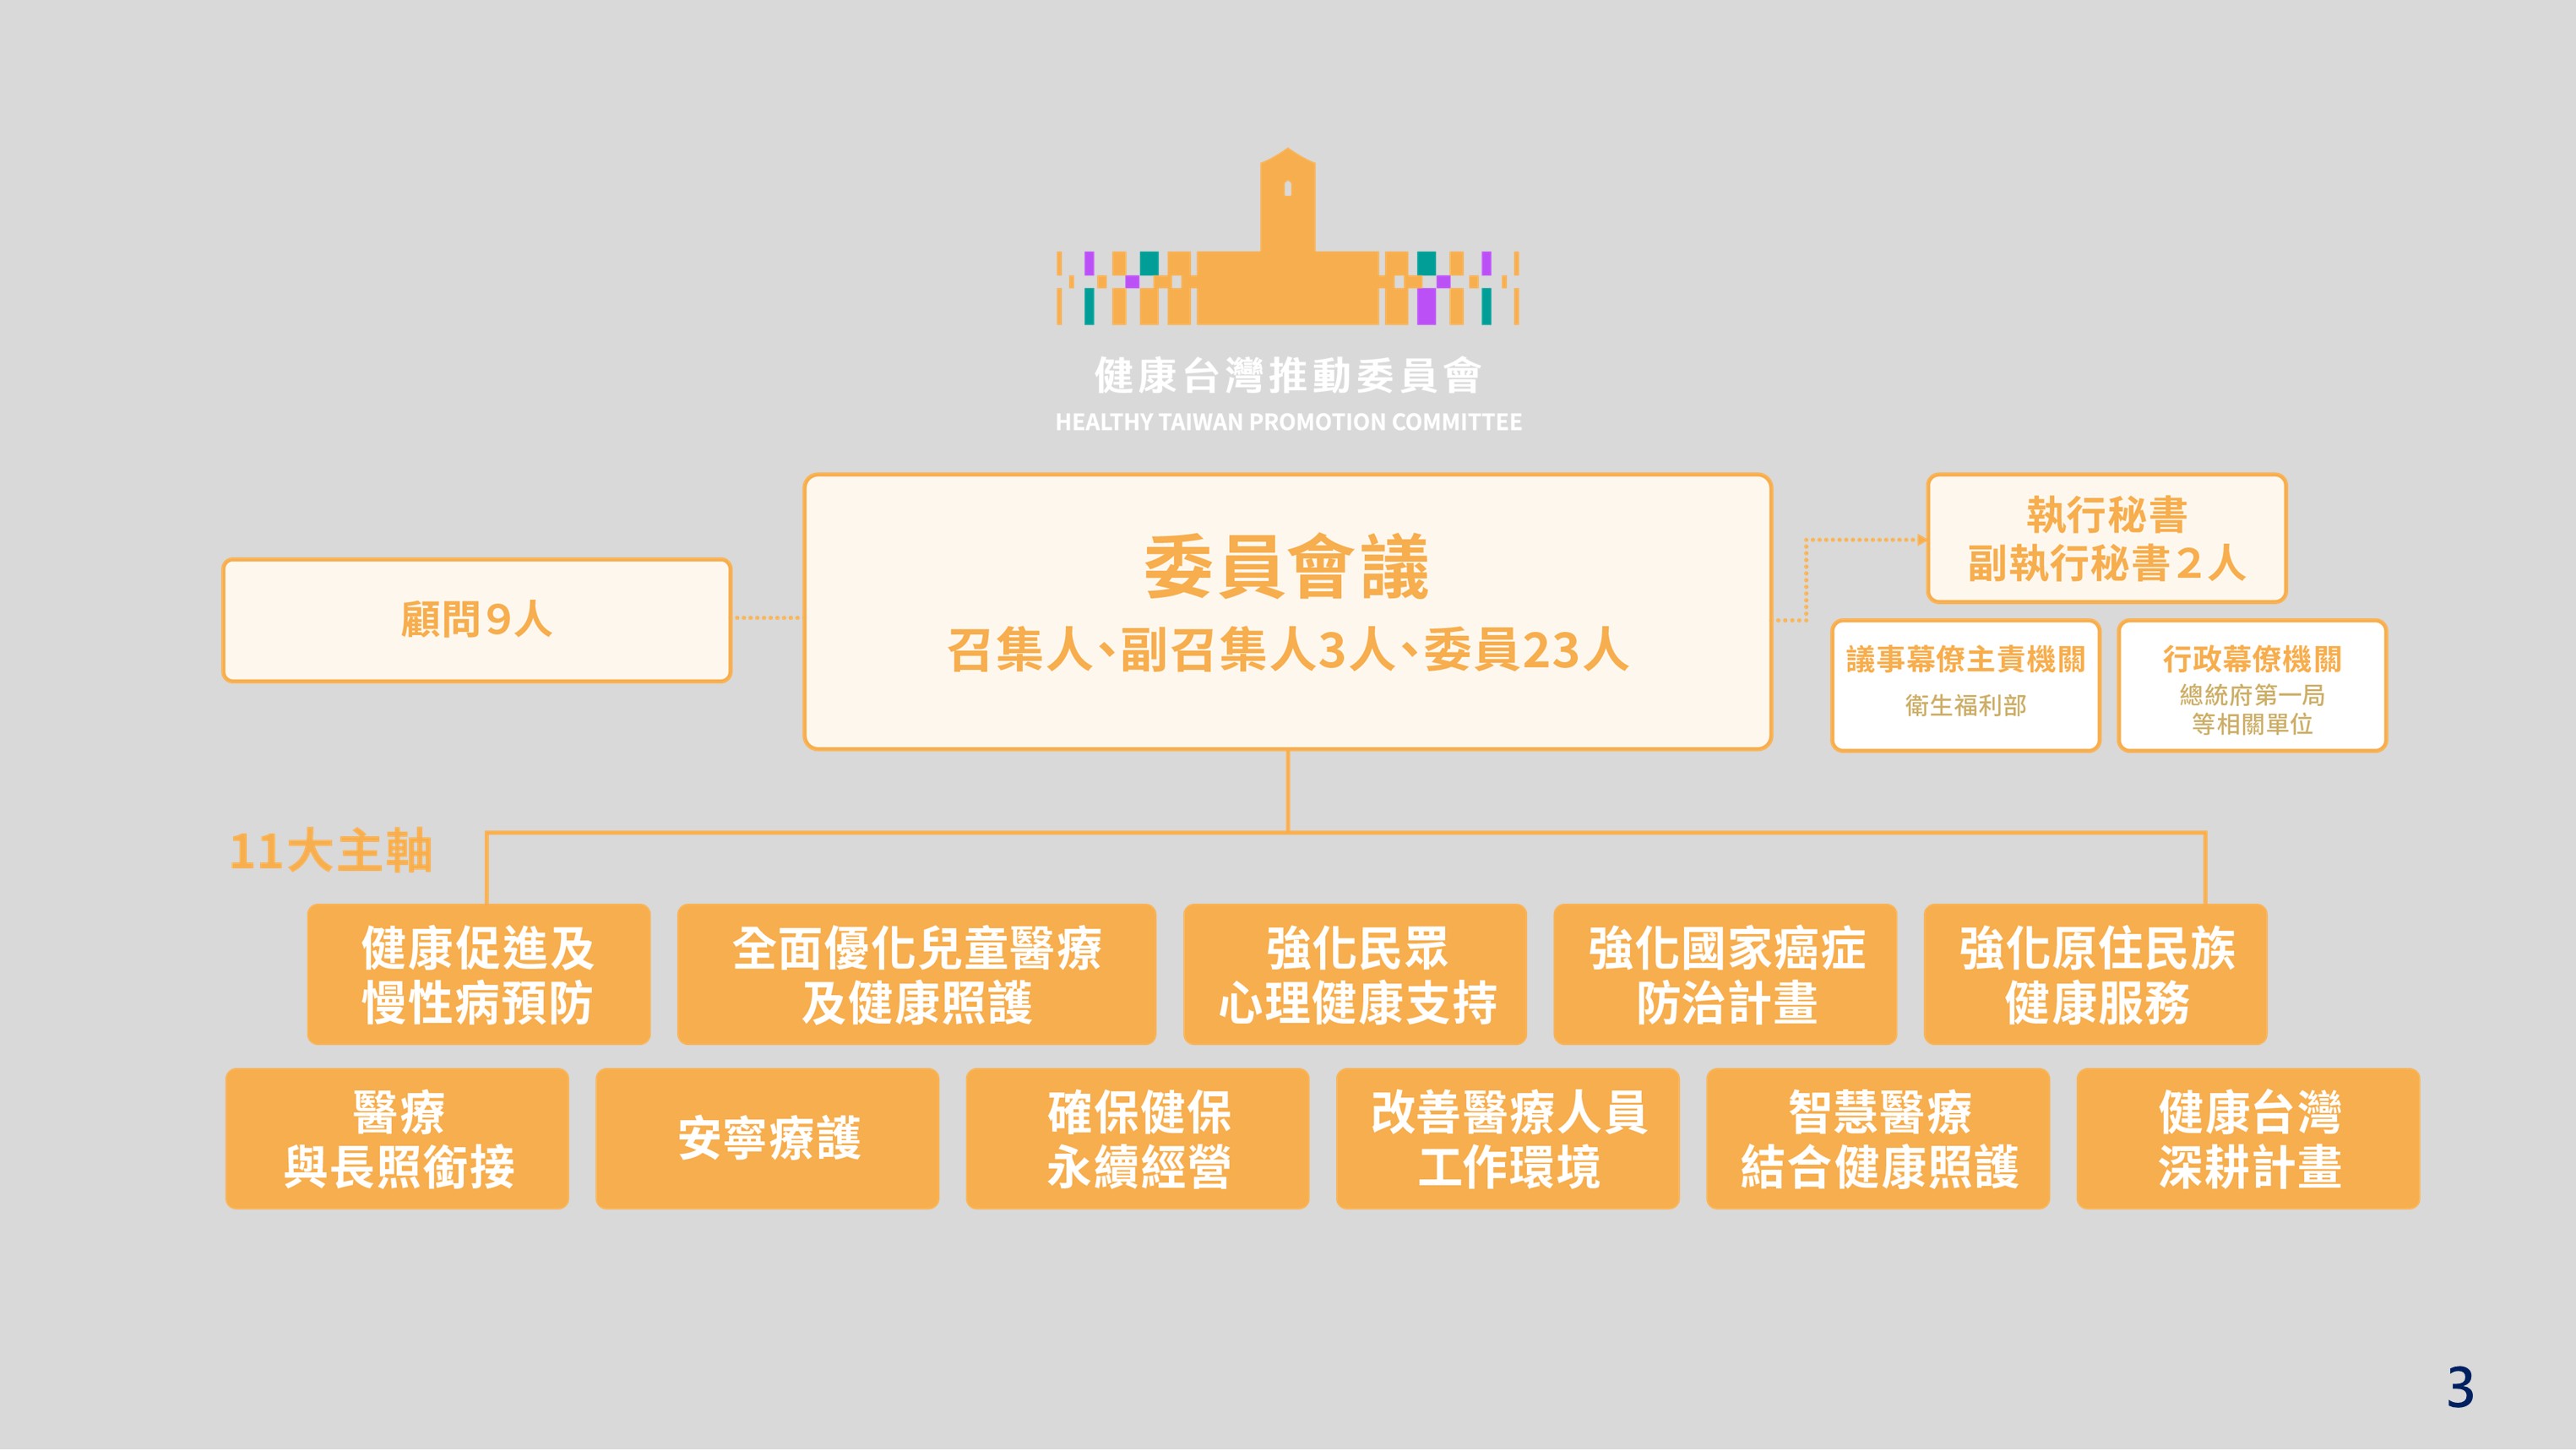 健康台灣推動委員會
HEALTHY TAIWAN PROMOTION COMMITTEE
顧問9人
委員會議
召集人、副召集人3人、委員23人
執行秘書
副執行秘書2人
議事幕僚主責機關
衛生福利部
行政幕僚機關
總統府第一局
等相關單位
11大主軸
健康促進及
慢性病預防
全面優化兒童醫療
及健康照護
強化民眾
心理健康支持
強化國家癌症
防治計畫
強化原住民族
健康服務
醫療
與長照銜接
安寧療護
確保健保
永續經營
改善醫療人員
工作環境
智慧醫療
結合健康照護
健康台灣
深耕計畫
3